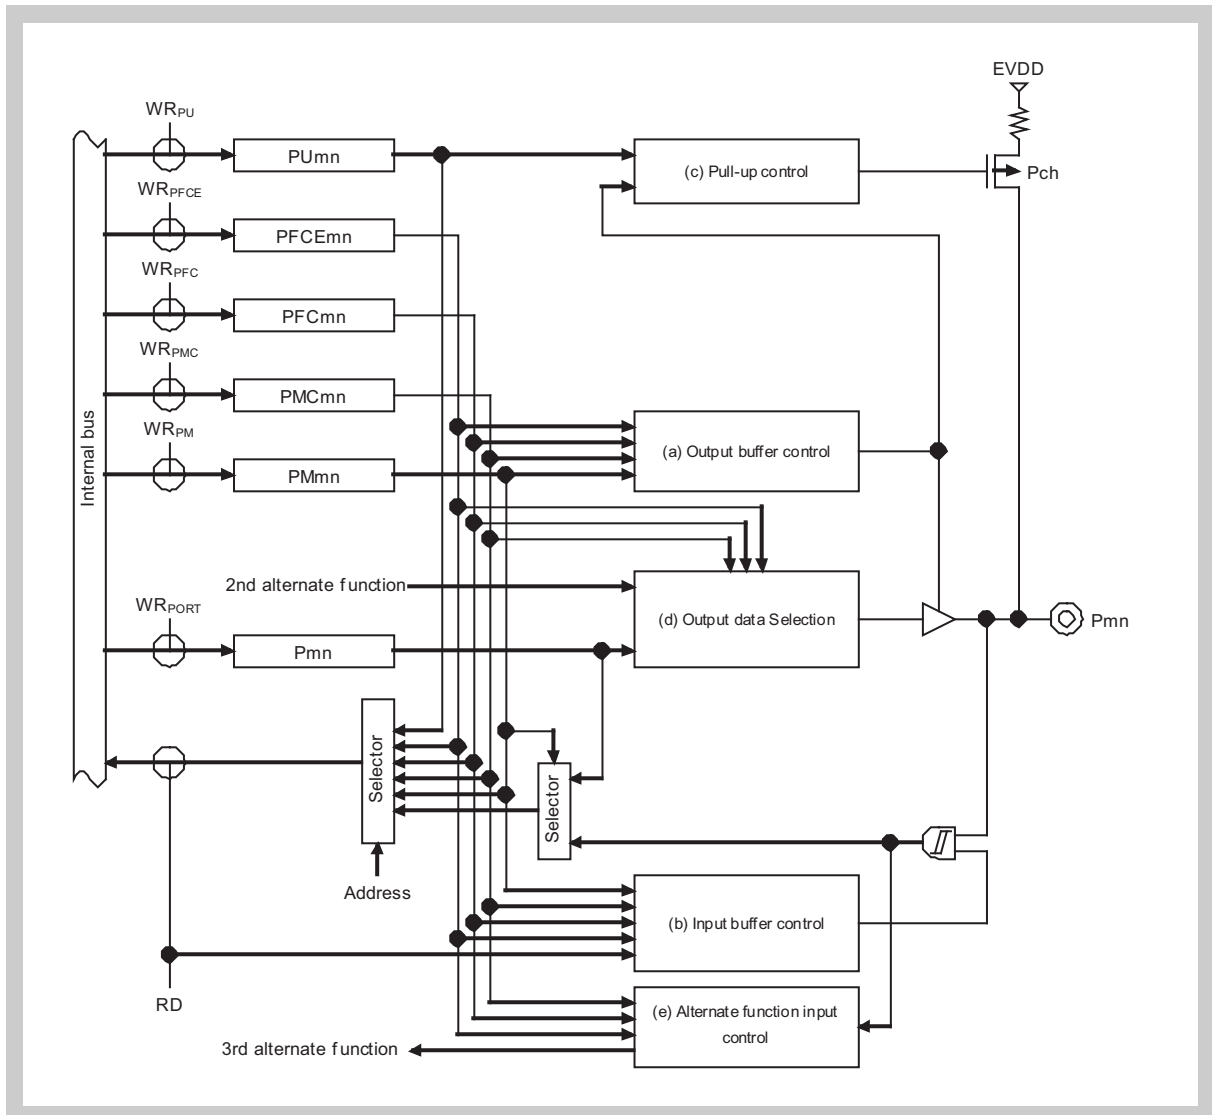 EVDD
WRPU
PUmn
(c) Pull-up control
Pch
WRPFCE
PFCEmn
WRPFC
PFCmn
WRPMC
PMCmn
Internal bus
WRPM
PMmn
(a) Output buffer control
2nd alternate function
WRPORT
Pmn
(d) Output data Selection
Pmn
Selector
Selector
Address
(b) Input buffer control
RD
(e) Alternate function input
control
3rd alternate function